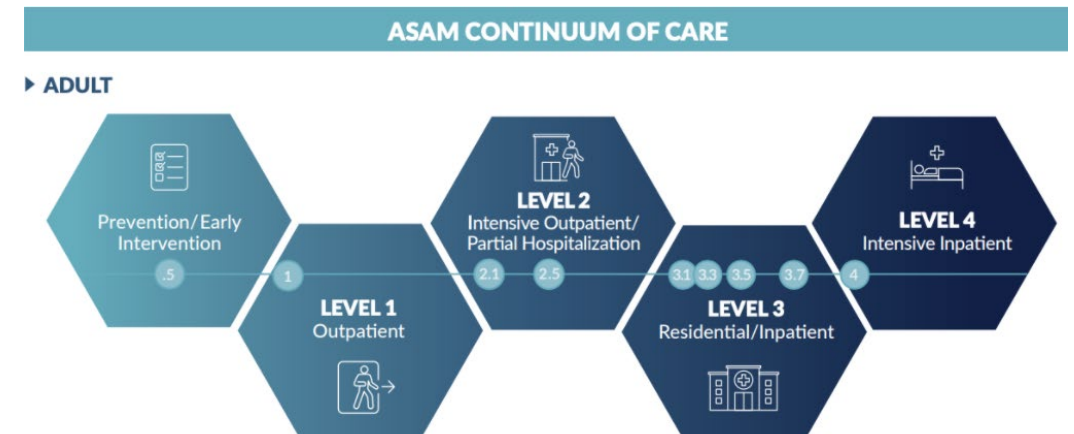 ASAM CONTINUUM OF CARE
ADULT
Prevention/Early
Intervention
.5
1
LEVEL 1
Outpatient
LEVEL 2
Intensive Outpatient/
Partial Hospitalization
2.1
2.5
3.1
3.3
3.5
3.7
LEVEL 3
Residential/Inpatient
LEVEL 4
Intensive Inpatient
4